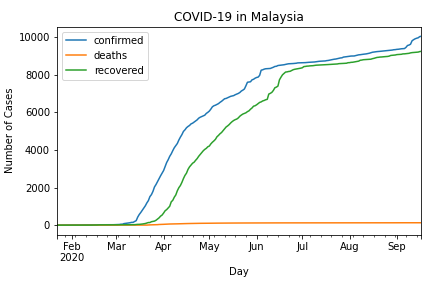 COVID-19 in Malaysia
confirmed
deaths
recovered
Number of Cases
10000
8000
6000
4000
2000
0
Feb Mar Apr May Jun Jul Aug Sep
2020
Day